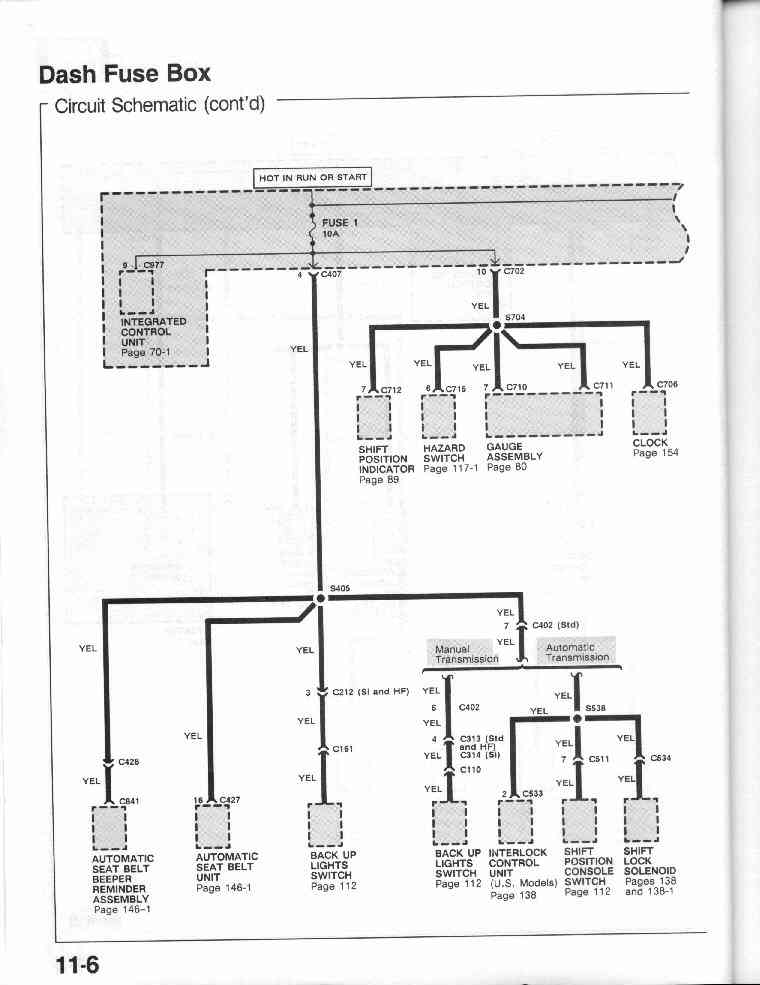 Dash Fuse Box
Circuit Schematic (cont'd)
HOT IN RUN OR START
FUSE 1
10A
9 C977
4 C407
10 C702
INTEGRATED
CONTROL
UNIT
Page 70-1
YEL
YEL
S704
YEL
YEL
YEL
YEL
YEL
7 C712
6 C715
7 C710
C711
C706
SHIFT
POSITION
INDICATOR
Page 89
HAZARD
SWITCH
Page 117-1
GAUGE
ASSEMBLY
Page 80
CLOCK
Page 154
S405
YEL
7 C402 (Std)
YEL
YEL
YEL
Manual
Transmission
Automatic
Transmission
3 C212 (Si and HF)
YEL
5 C402
YEL
YEL
YEL
S538
YEL
YEL
4 C313 (Std
and HF)
C314 (Si)
YEL
YEL
YEL
C161
7 C511
C534
C428
C110
YEL
YEL
YEL
YEL
YEL
C841
16 C427
2 C533
AUTOMATIC
SEAT BELT
BEEPER
REMINDER
ASSEMBLY
Page 146-1
AUTOMATIC
SEAT BELT
UNIT
Page 146-1
BACK UP
LIGHTS
SWITCH
Page 112
BACK UP
LIGHTS
SWITCH
Page 112
INTERLOCK
CONTROL
UNIT
(U.S. Models)
Page 138
SHIFT
POSITION
CONSOLE
SWITCH
Page 112
SHIFT
LOCK
SOLENOID
Pages 138
and 138-1
11-6